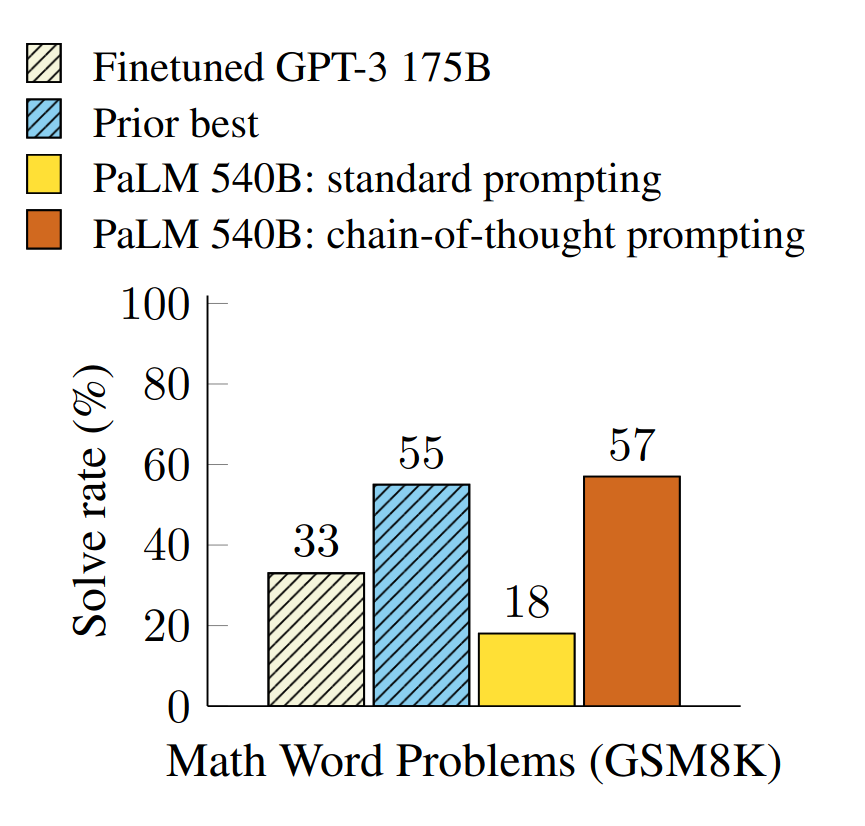 Finetuned GPT-3 175B
Prior best
PaLM 540B: standard prompting
PaLM 540B: chain-of-thought prompting
100
80
60
40
20
0
Solve rate (%)
33
55
18
57
Math Word Problems (GSM8K)